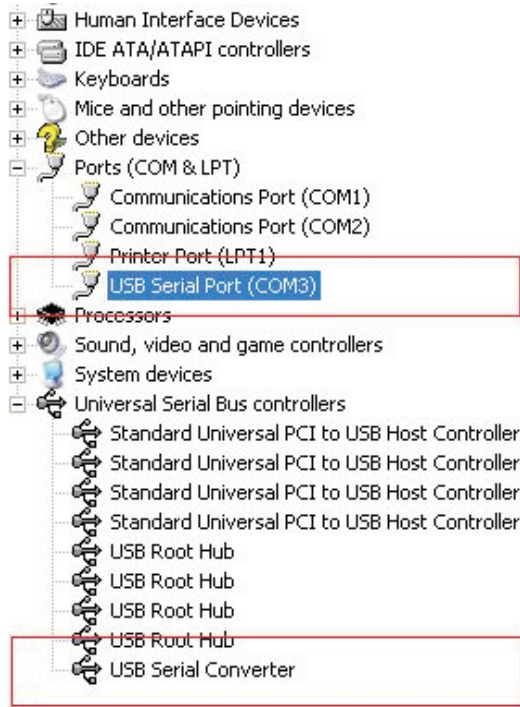 Human Interface Devices
IDE ATA/ATAPI controllers
Keyboards
Mice and other pointing devices
Other devices
Ports (COM & LPT)
Communications Port (COM1)
Communications Port (COM2)
Printer Port (LPT1)
USB Serial Port (COM3)
Processors
Sound, video and game controllers
System devices
Universal Serial Bus controllers
Standard Universal PCI to USB Host Controller
Standard Universal PCI to USB Host Controller
Standard Universal PCI to USB Host Controller
Standard Universal PCI to USB Host Controller
USB Root Hub
USB Root Hub
USB Root Hub
USB Root Hub
USB Serial Converter